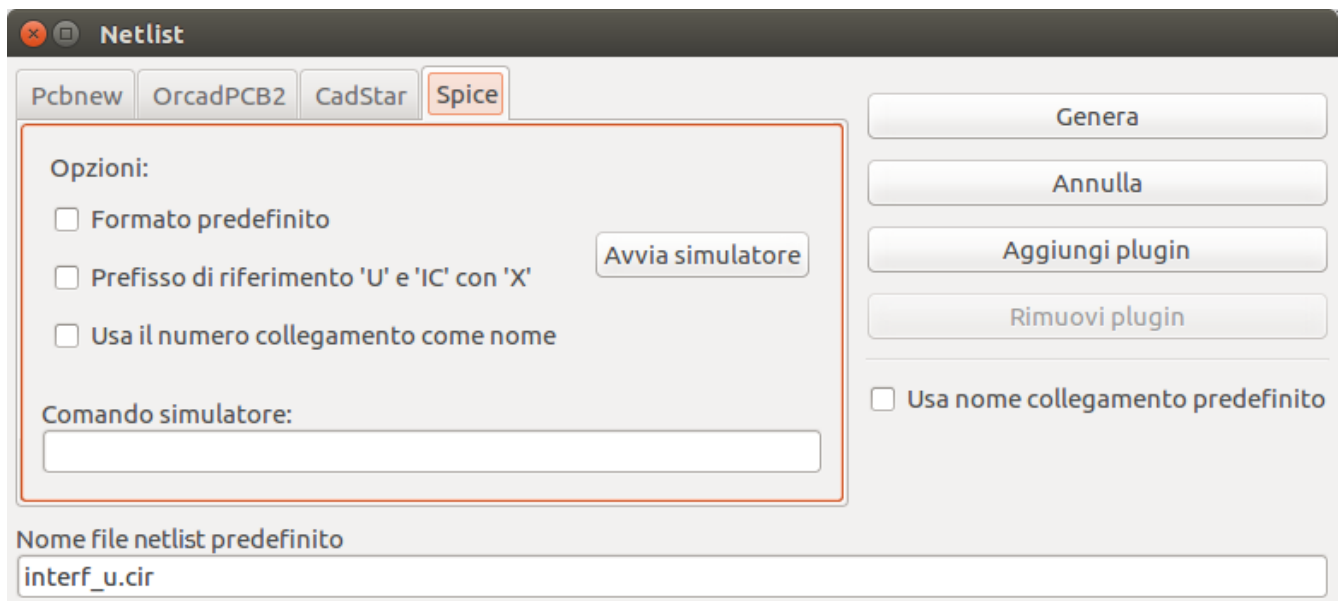 Netlist
Pcbnew OrcadPCB2 CadStar Spice
Genera
Opzioni:
Annulla
Formato predefinito
Avvia simulatore
Aggiungi plugin
Prefisso di riferimento 'U' e 'IC' con 'X'
Rimuovi plugin
Usa il numero collegamento come nome
Usa nome collegamento predefinito
Comando simulatore:
Nome file netlist predefinito
interf_u.cir